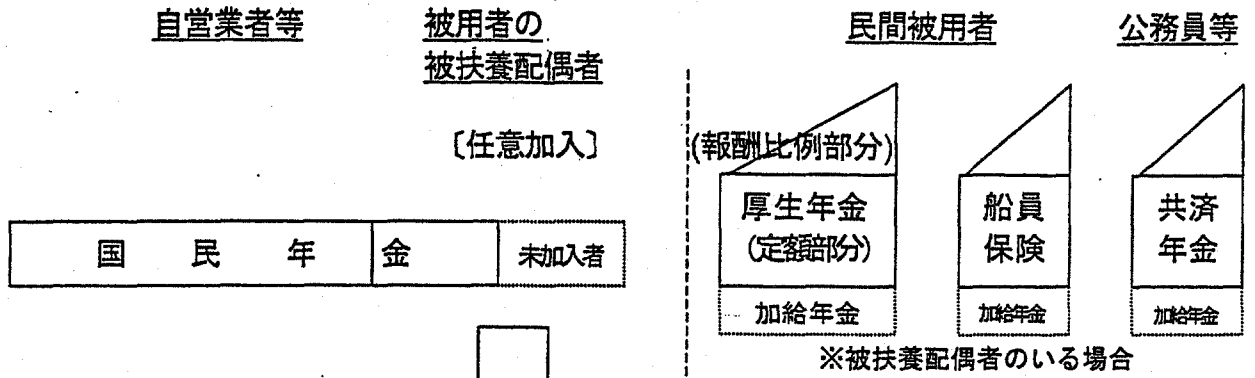 自営業者等
被用者の
被扶養配偶者
民間被用者
公務員等
〔任意加入〕
(報酬比例部分)
国民年金
未加入者
厚生年金
(定額部分)
船員
保険
共済
年金
加給年金
加給年金
加給年金
※被扶養配偶者のいる場合